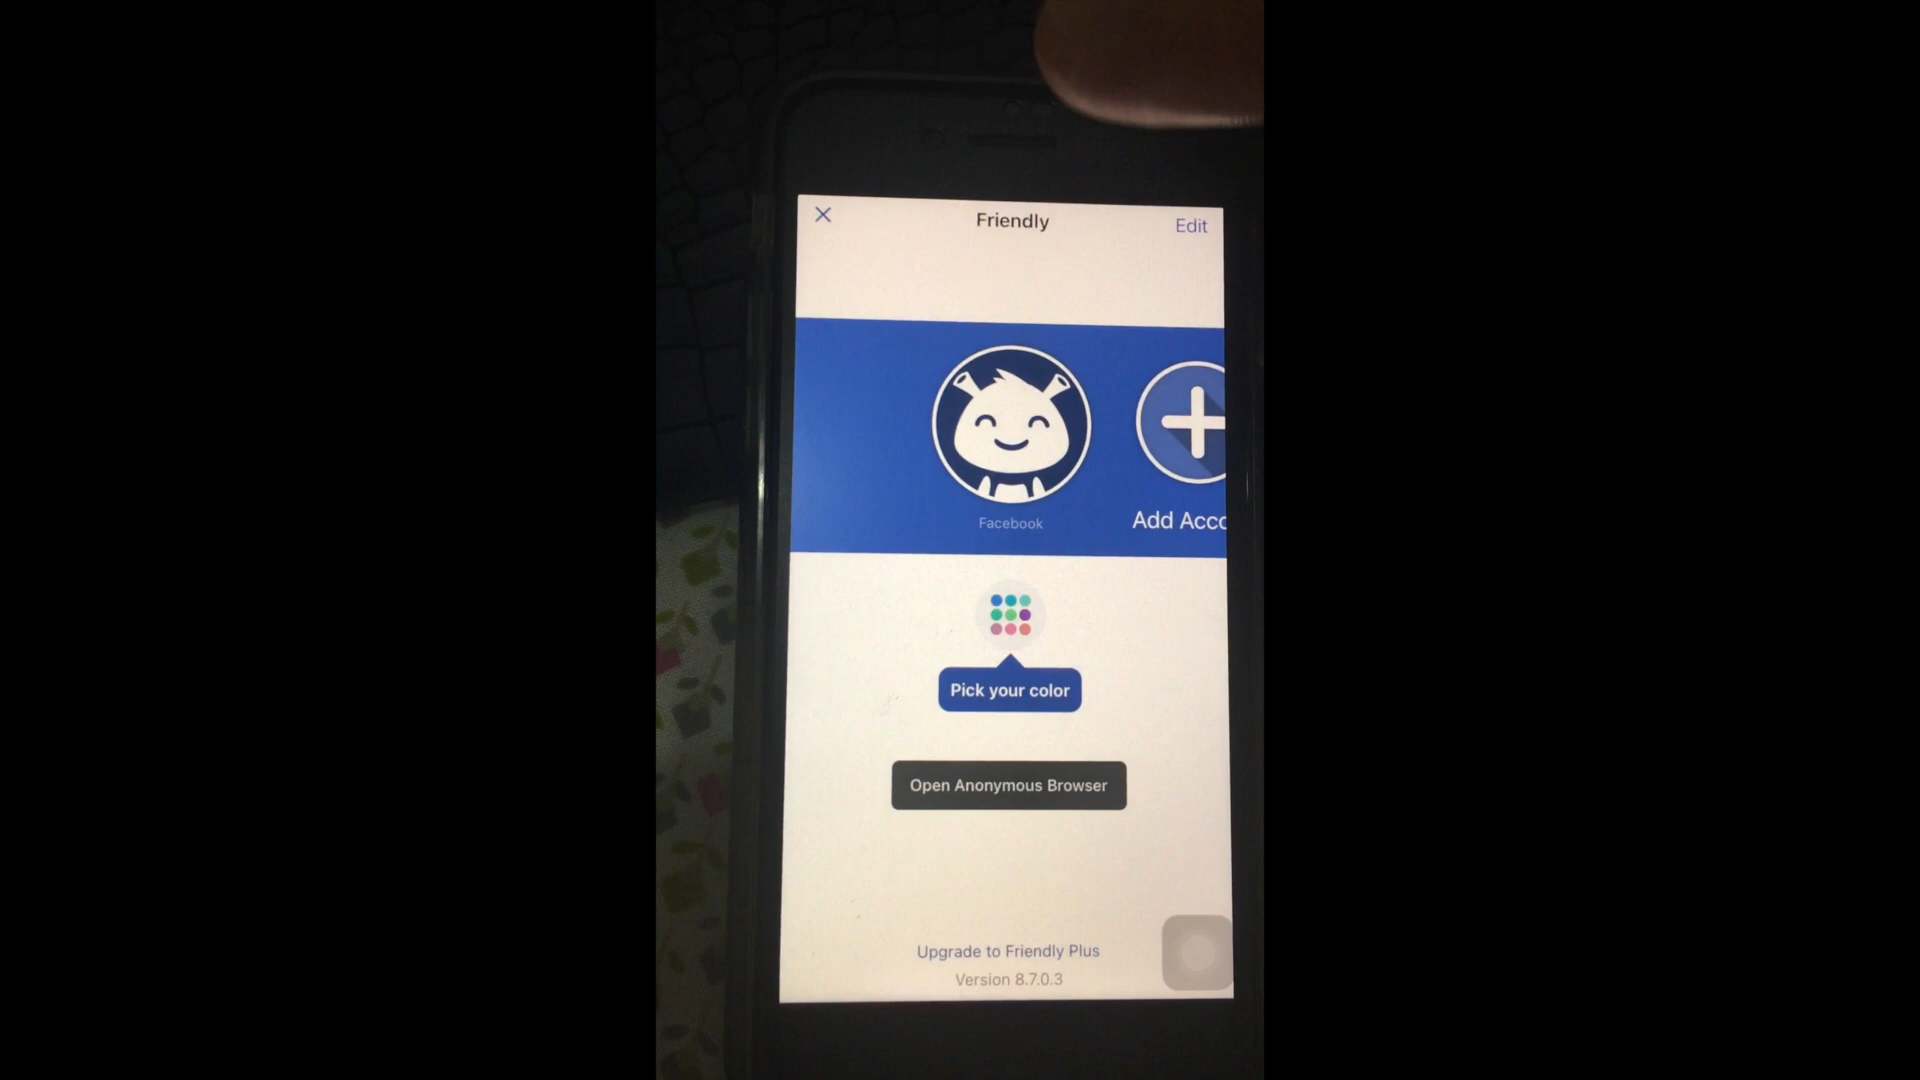 Friendly
Edit
Facebook
Add Acco
Pick your color
Open Anonymous Browser
Upgrade to Friendly Plus
Version 8.7.0.3